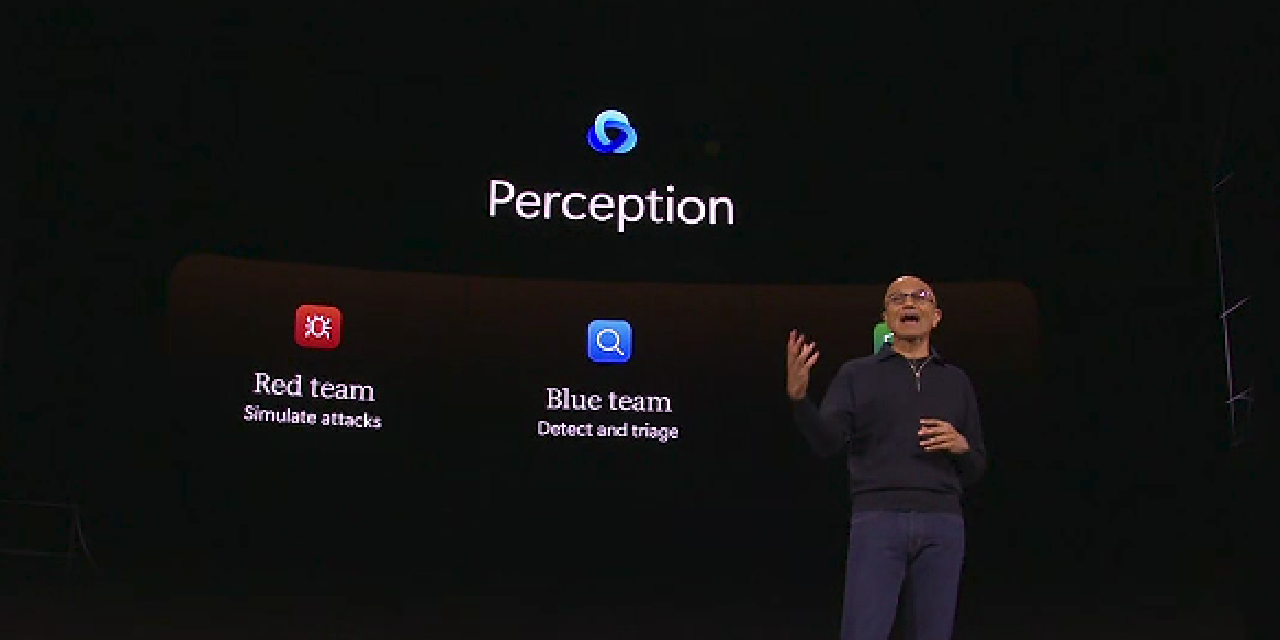 Perception
Red team
Simulate attacks
Blue team
Detect and triage